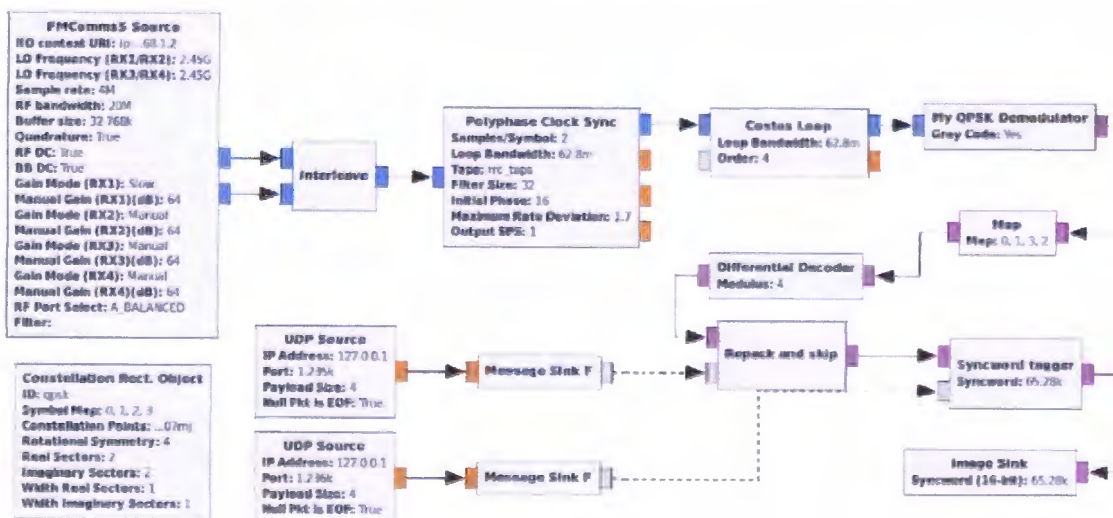 FMComms5 Source
IIO context URI: ip ...68.1.2
LO Frequency (RX1/RX2): 2.45G
LO Frequency (RX3/RX4): 2.45G
Sample rate: 4M
RF bandwidth: 20M
Buffer size: 32.768k
Quadrature: True
RF DC: True
BB DC: True
Gain Mode (RX1): Slow
Manual Gain (RX1)(dB): 64
Gain Mode (RX2): Manual
Manual Gain (RX2)(dB): 64
Gain Mode (RX3): Manual
Manual Gain (RX3)(dB): 64
Gain Mode (RX4): Manual
Manual Gain (RX4)(dB): 64
RF Port Select: A_BALANCED
Filter:
Interleave
Polyphase Clock Sync
Samples/Symbol: 2
Loop Bandwidth: 62.8m
Taps: rrc_taps
Filter Size: 32
Initial Phase: 16
Maximum Rate Deviation: 1.7
Output SPS: 1
Costas Loop
Loop Bandwidth: 62.8m
Order: 4
My QPSK Demodulator
Gray Code: Yes
Map
Map: 0, 1, 3, 2
Differential Decoder
Modulus: 4
UDP Source
IP Address: 127.0.0.1
Port: 1.235k
Payload Size: 4
Null Pkt is EOF: True
Message Sink F
Repack and skip
Syncword tagger
Syncword: 65.28k
Constellation Rect. Object
ID: qpsk
Symbol Map: 0, 1, 2, 3
Constellation Points: ...07mj
Rotational Symmetry: 4
Real Sectors: 2
Imaginary Sectors: 2
Width Real Sectors: 1
Width Imaginary Sectors: 1
UDP Source
IP Address: 127.0.0.1
Port: 1.236k
Payload Size: 4
Null Pkt is EOF: True
Message Sink F
Image Sink
Syncword (16-bit): 65.28k